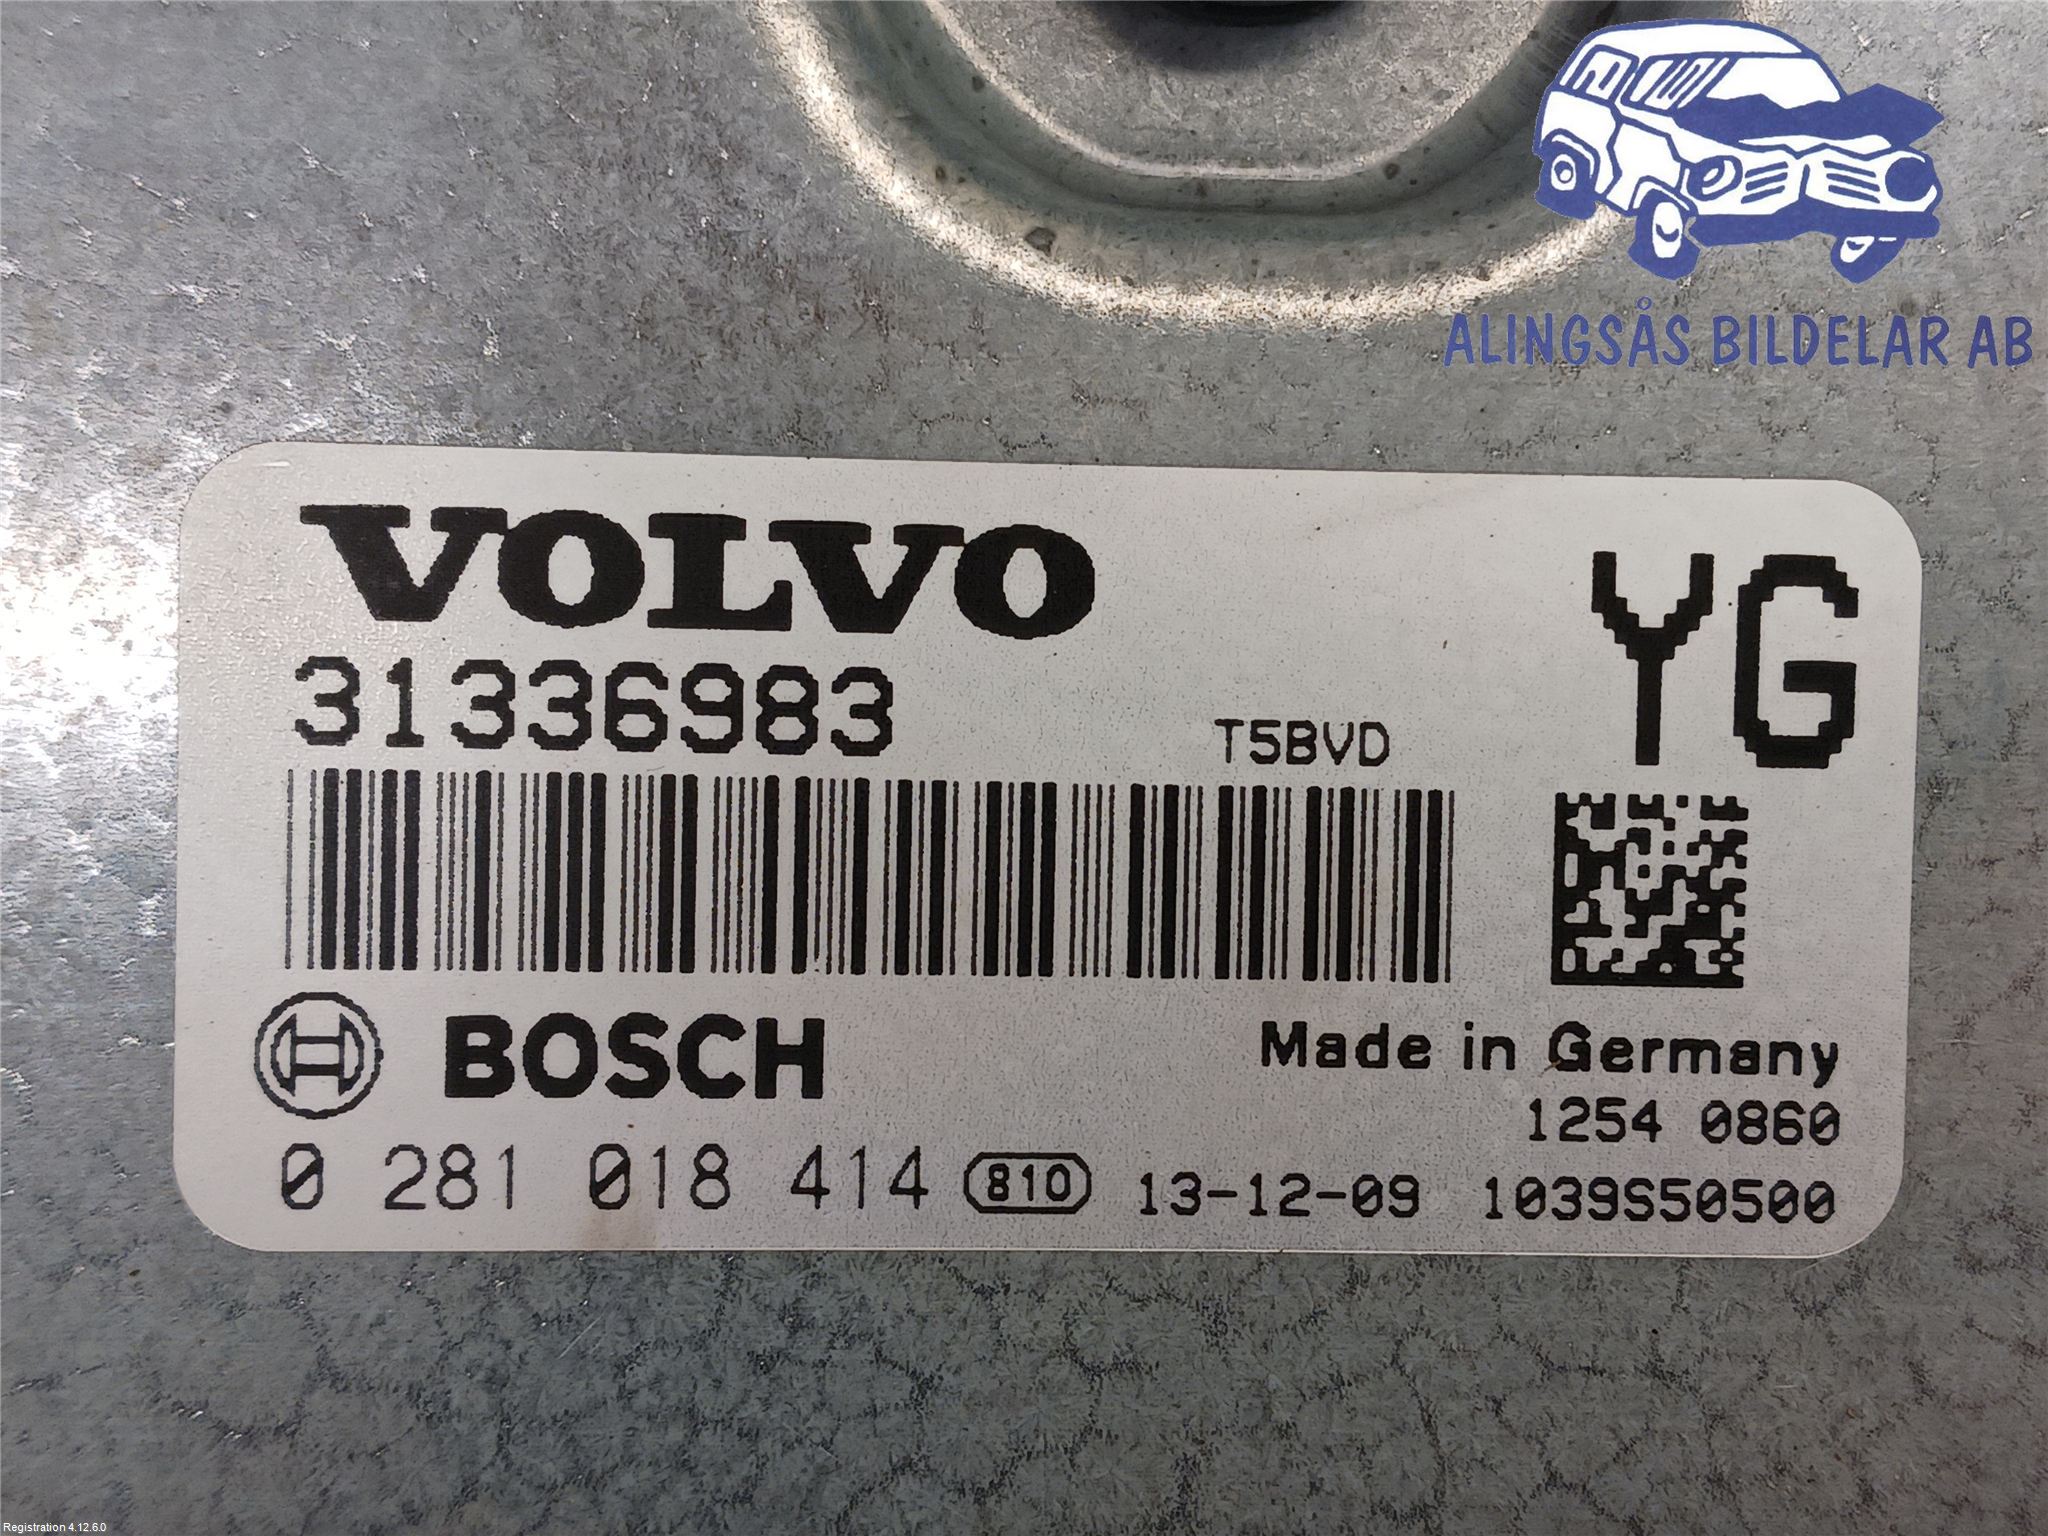 ALINGSÅS BILDELAR AB
VOLVO
YG
31336983
T5BVD
BOSCH
Made in Germany
1254 0860
0 281 018 414 810 13-12-09 1039S50500
Registration 4.12.6.0